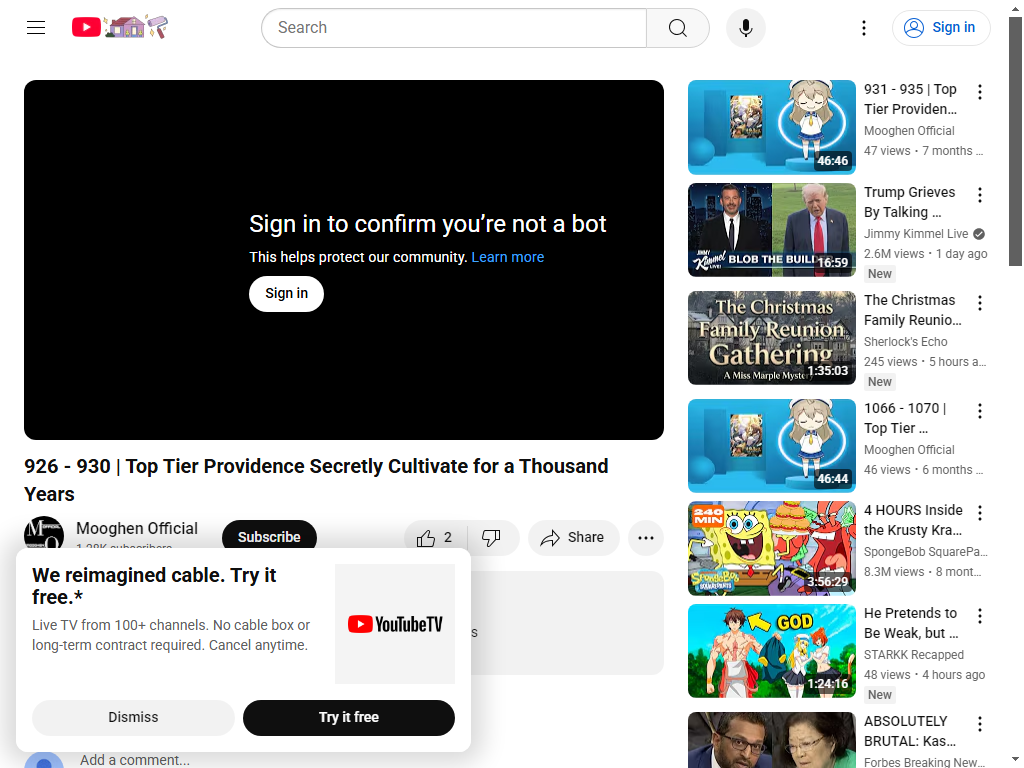 Search
Sign in
Sign in to confirm you're not a bot
This helps protect our community. Learn more
Sign in
926 - 930 | Top Tier Providence Secretly Cultivate for a Thousand
Years
Mooghen Official
Subscribe
2
Share
We reimagined cable. Try it
free.*
Live TV from 100+ channels. No cable box or
long-term contract required. Cancel anytime.
YouTubeTV
Dismiss
Try it free
Add a comment...
931 - 935 | Top
Tier Providen...
Mooghen Official
47 views • 7 months ...
46:46
Trump Grieves
By Talking ...
Jimmy Kimmel Live
2.6M views • 1 day ago
New
JIMMY
Kimmel
LIVE!
BLOB THE BUILD
16:59
The Christmas
Family Reunio...
Sherlock's Echo
245 views • 5 hours a...
New
The Christmas
Family Reunion
Gathering
A Miss Marple Myste
1:35:03
1066 - 1070 |
Top Tier ...
Mooghen Official
46 views • 6 months ...
46:44
4 HOURS Inside
the Krusty Kra...
SpongeBob SquarePa...
8.3M views • 8 mont...
240
MIN
SpongeBob
SQUAREPANTS
3:56:29
He Pretends to
Be Weak, but ...
STARKK Recapped
48 views • 4 hours ago
New
GOD
1:24:16
ABSOLUTELY
BRUTAL: Kas...
Forbes Breaking New...